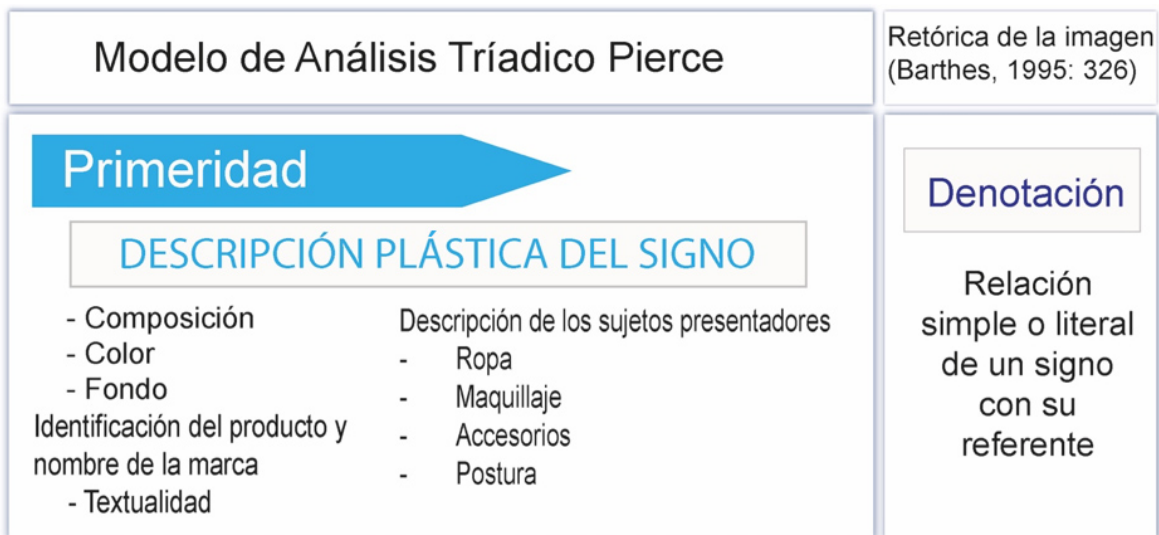 Modelo de Análisis Tríadico Pierce
Retórica de la imagen
(Barthes, 1995: 326)
Primeridad
DESCRIPCIÓN PLÁSTICA DEL SIGNO
- Composición
- Color
- Fondo
Identificación del producto y
nombre de la marca
- Textualidad
Descripción de los sujetos presentadores
- Ropa
- Maquillaje
- Accesorios
- Postura
Denotación
Relación
simple o literal
de un signo
con su
referente